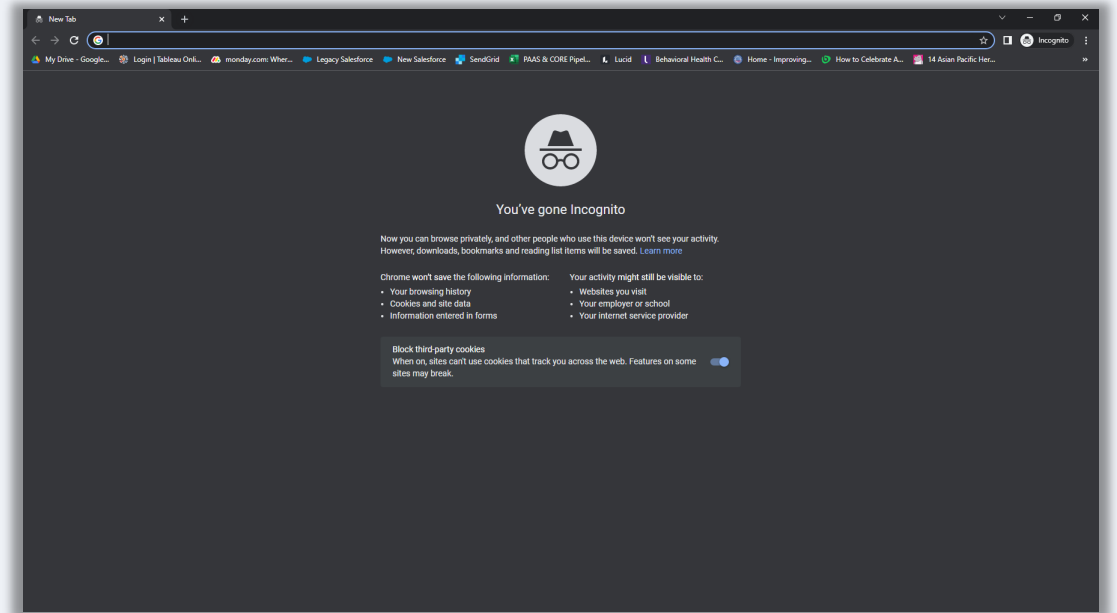 New Tab
Incognito
My Drive - Google... Login | Tableau Onli... monday.com: Wher... Legacy Salesforce New Salesforce SendGrid PAAS & CORE Pipel... Lucid Behavioral Health C... Home - Improving... How to Celebrate A... 14 Asian Pacific Her... »
You've gone Incognito
Now you can browse privately, and other people who use this device won't see your activity.
However, downloads, bookmarks and reading list items will be saved. Learn more
Chrome won't save the following information:
• Your browsing history
• Cookies and site data
• Information entered in forms
Your activity might still be visible to:
• Websites you visit
• Your employer or school
• Your internet service provider
Block third-party cookies
When on, sites can't use cookies that track you across the web. Features on some
sites may break.